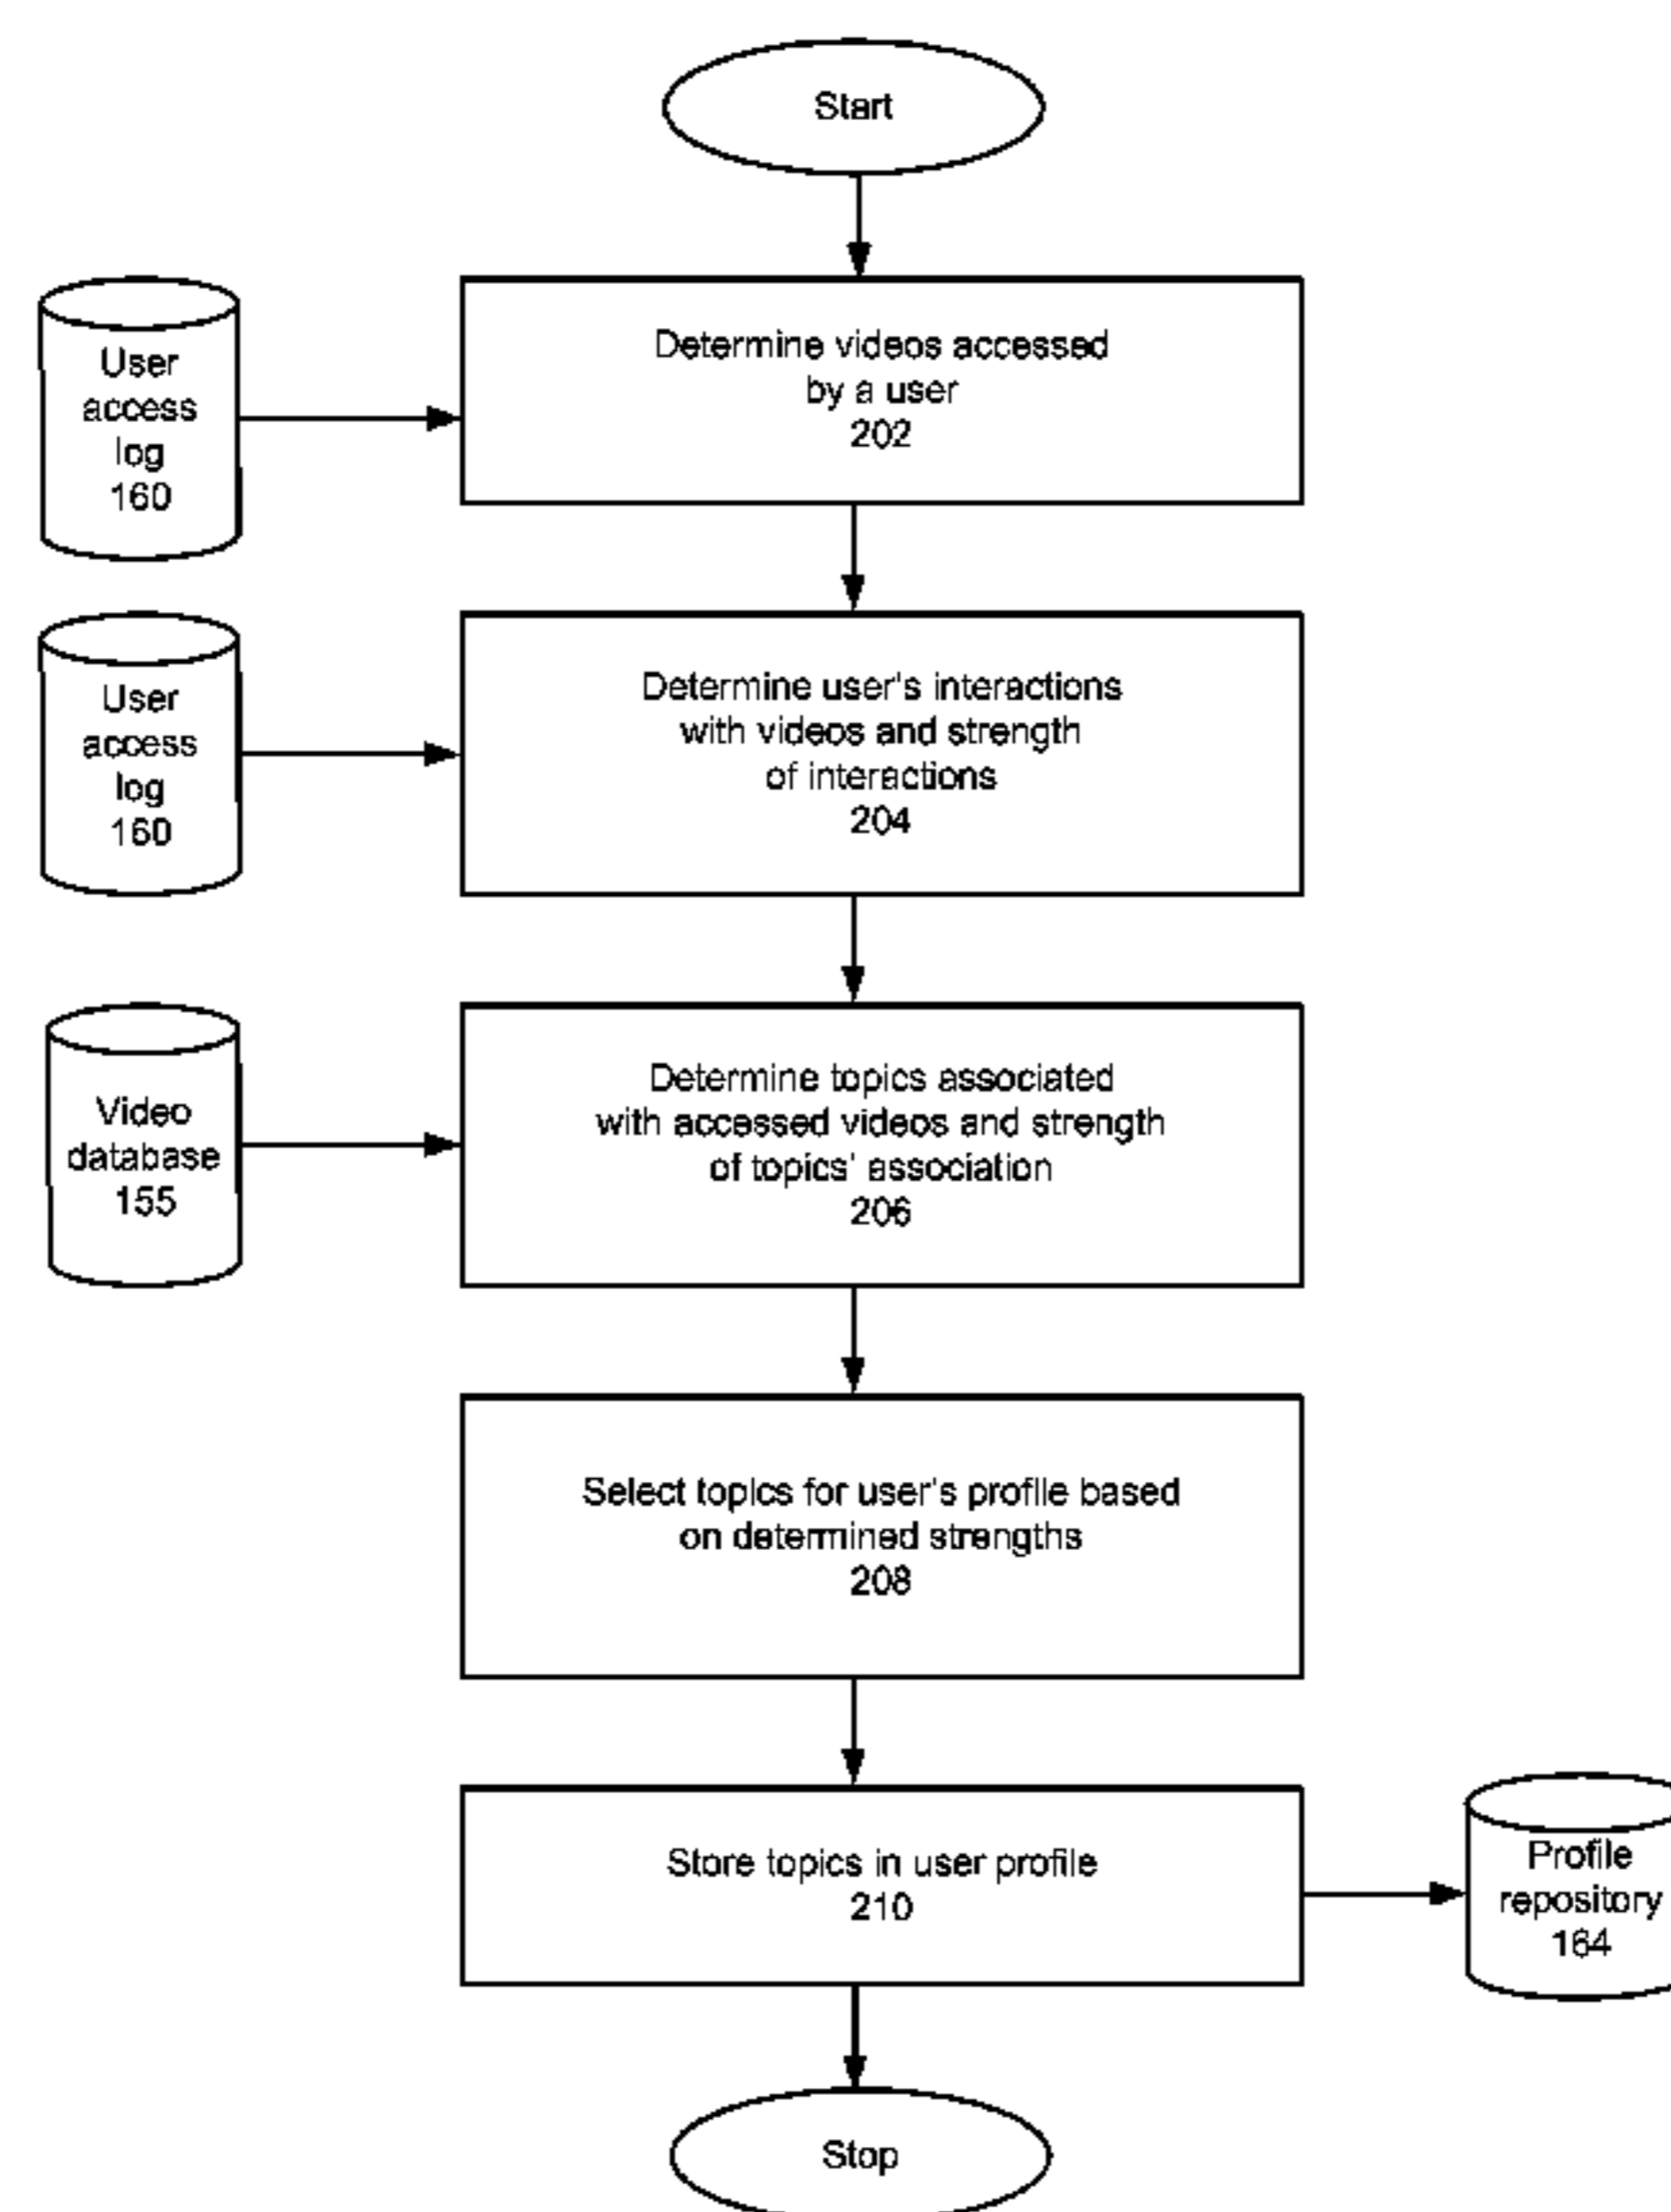 Start
User
access
log
160
Determine videos accessed
by a user
202
User
access
log
160
Determine user's interactions
with videos and strength
of interactions
204
Video
database
155
Determine topics associated
with accessed videos and strength
of topics' association
206
Select topics for user's profile based
on determined strengths
208
Store topics in user profile
210
Profile
repository
164
Stop